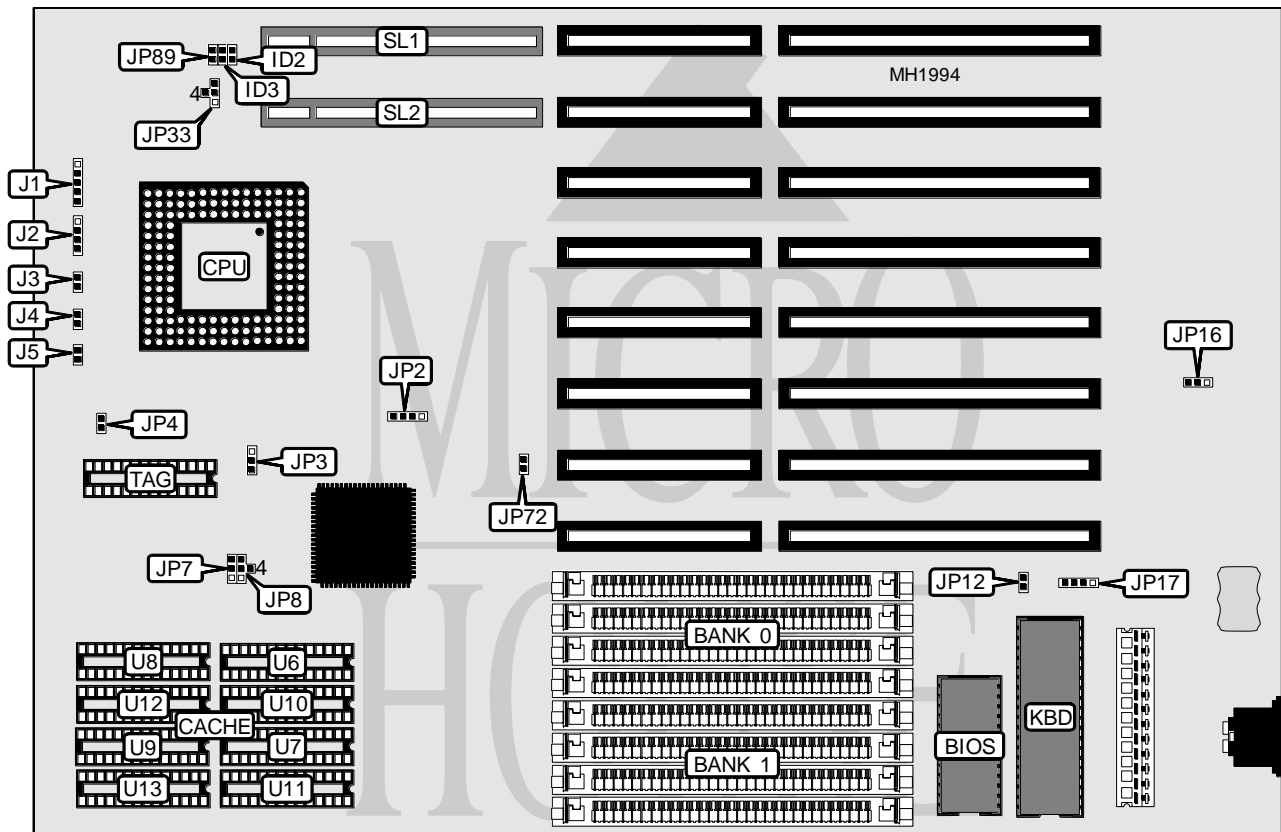 SL1
JP89
ID2
MH1994
ID3
4
SL2
JP33
J1
J2
CPU
J3
J4
J5
JP16
JP2
JP4
JP3
TAG
JP72
JP7
4
JP8
JP12
JP17
MICRO
HOUSE
BANK 0
U8
U6
U12
U10
CACHE
KBD
U9
U7
BIOS
BANK 1
U13
U11